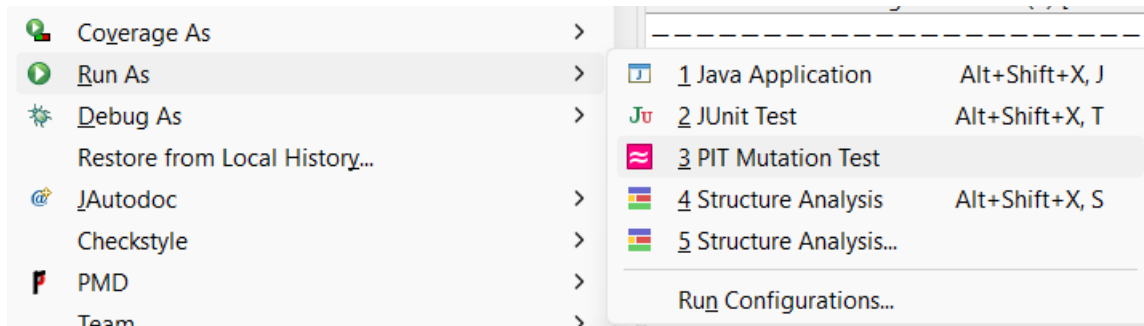 Coverage As
Run As
Debug As
Restore from Local History...
@ JAutodoc
Checkstyle
PMD
Team
J 1 Java Application Alt+Shift+X, J
JU 2 JUnit Test Alt+Shift+X, T
3 PIT Mutation Test
4 Structure Analysis Alt+Shift+X, S
5 Structure Analysis...
Run Configurations...